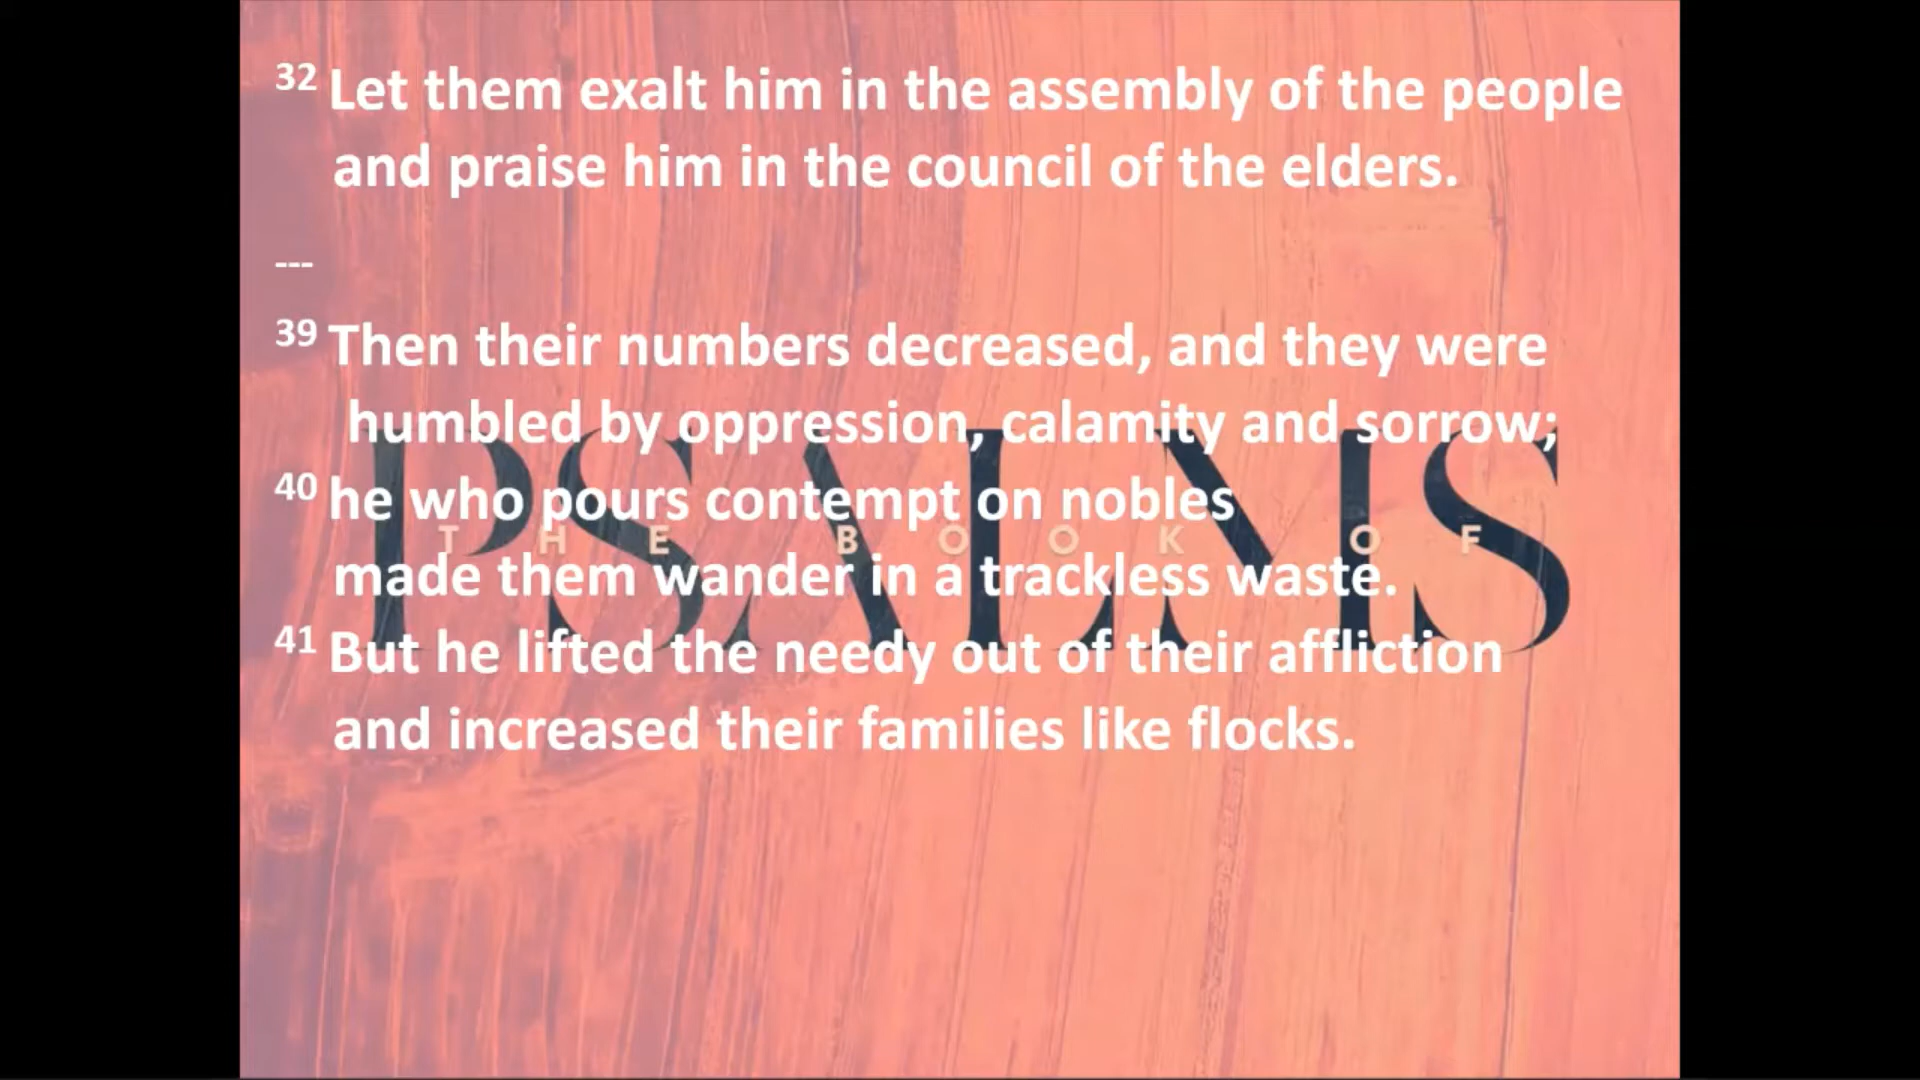 32 Let them exalt him in the assembly of the people
and praise him in the council of the elders.
---
39 Then their numbers decreased, and they were
humbled by oppression, calamity and sorrow;
40 he who pours contempt on nobles
made them wander in a trackless waste.
41 But he lifted the needy out of their affliction
and increased their families like flocks.
THE BOOK OF
PSALMS